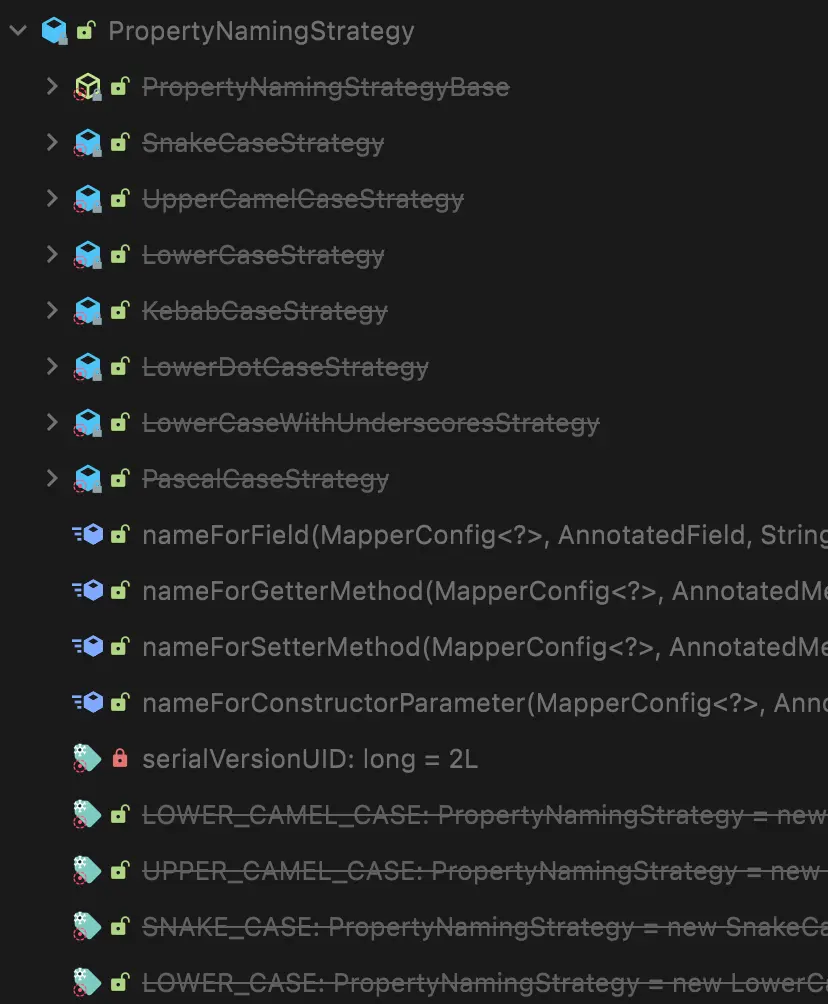 PropertyNamingStrategy
PropertyNamingStrategyBase
SnakeCaseStrategy
UpperCamelCaseStrategy
LowerCaseStrategy
KebabCaseStrategy
LowerDotCaseStrategy
LowerCaseWithUnderscoresStrategy
PascalCaseStrategy
nameForField(MapperConfig<?>, AnnotatedField, String
nameForGetterMethod(MapperConfig<?>, AnnotatedMe
nameForSetterMethod(MapperConfig<?>, AnnotatedMe
nameForConstructorParameter(MapperConfig<?>, Anno
serialVersionUID: long = 2L
LOWER_CAMEL_CASE: PropertyNamingStrategy = new
UPPER_CAMEL_CASE: PropertyNamingStrategy = new
SNAKE_CASE: PropertyNamingStrategy = new SnakeCa
LOWER_CASE: PropertyNamingStrategy = new LowerC